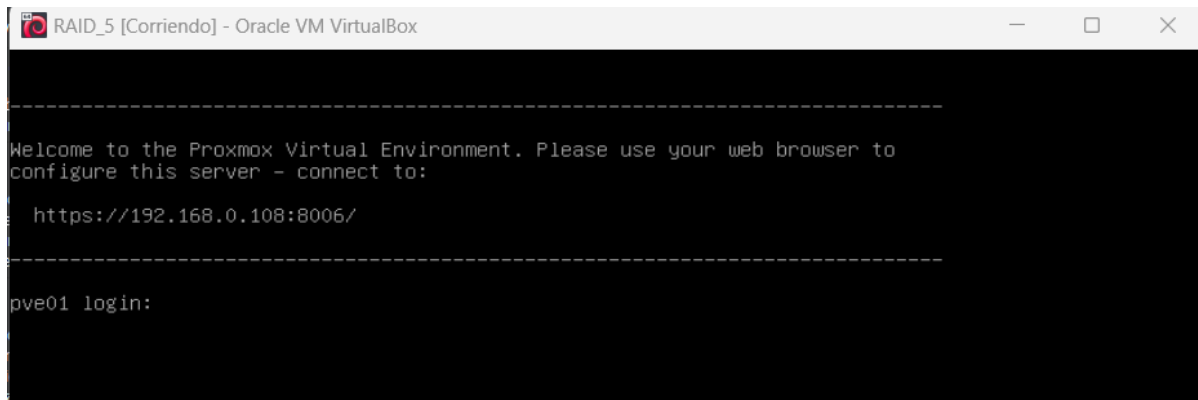 RAID_5 [Corriendo] - Oracle VM VirtualBox
------------------------------------------------------------------------------
Welcome to the Proxmox Virtual Environment. Please use your web browser to
configure this server - connect to:
https://192.168.0.108:8006/
------------------------------------------------------------------------------
pve01 login: